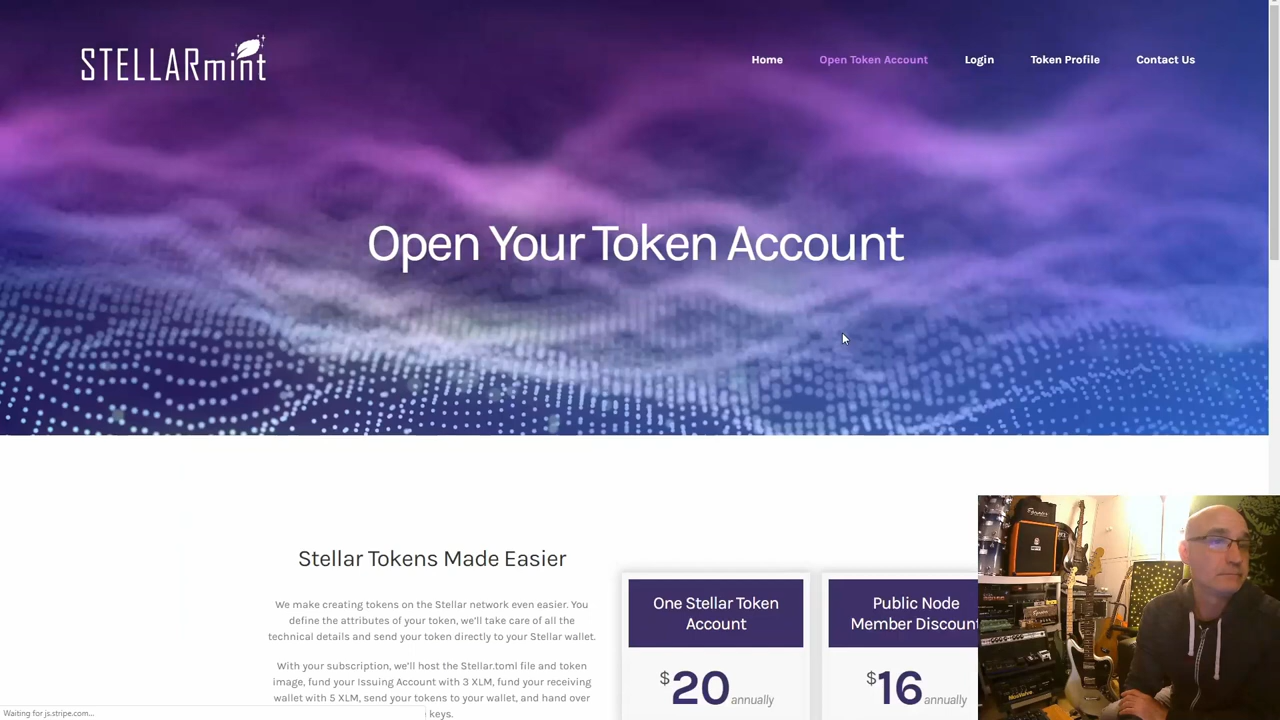 STELLARmint
Home
Open Token Account
Login
Token Profile
Contact Us
Open Your Token Account
Stellar Tokens Made Easier
We make creating tokens on the Stellar network even easier. You
define the attributes of your token, we'll take care of all the
technical details and send your token directly to your Stellar wallet.
With your subscription, we'll host the Stellar.toml file and token
image, fund your Issuing Account with 3 XLM, fund your receiving
wallet with 5 XLM, send your tokens to your wallet, and hand over
keys.
One Stellar Token
Account
$20 annually
Public Node
Member Discount
$16 annually
Waiting for js.stripe.com...